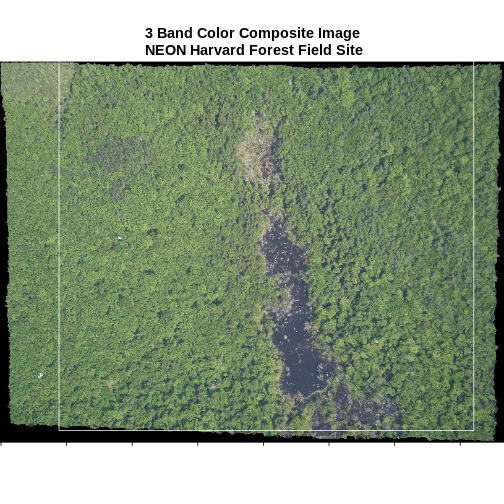 3 Band Color Composite Image
NEON Harvard Forest Field Site